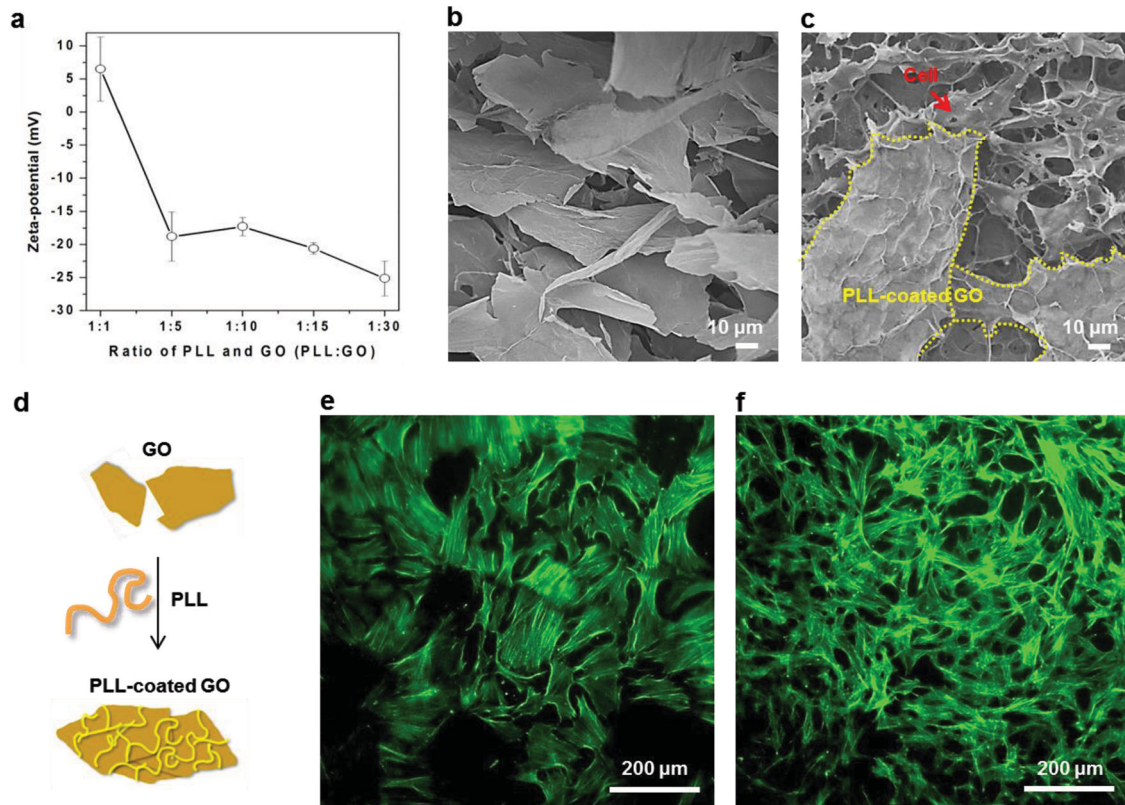 a
Zeta-potential (mV)
10
5
0
-5
-10
-15
-20
-25
-30
1:1 1:5 1:10 1:15 1:30
Ratio of PLL and GO (PLL:GO)
b
10 µm
c
Cell
PLL-coated GO
10 µm
d
GO
PLL
PLL-coated GO
e
200 µm
f
200 µm